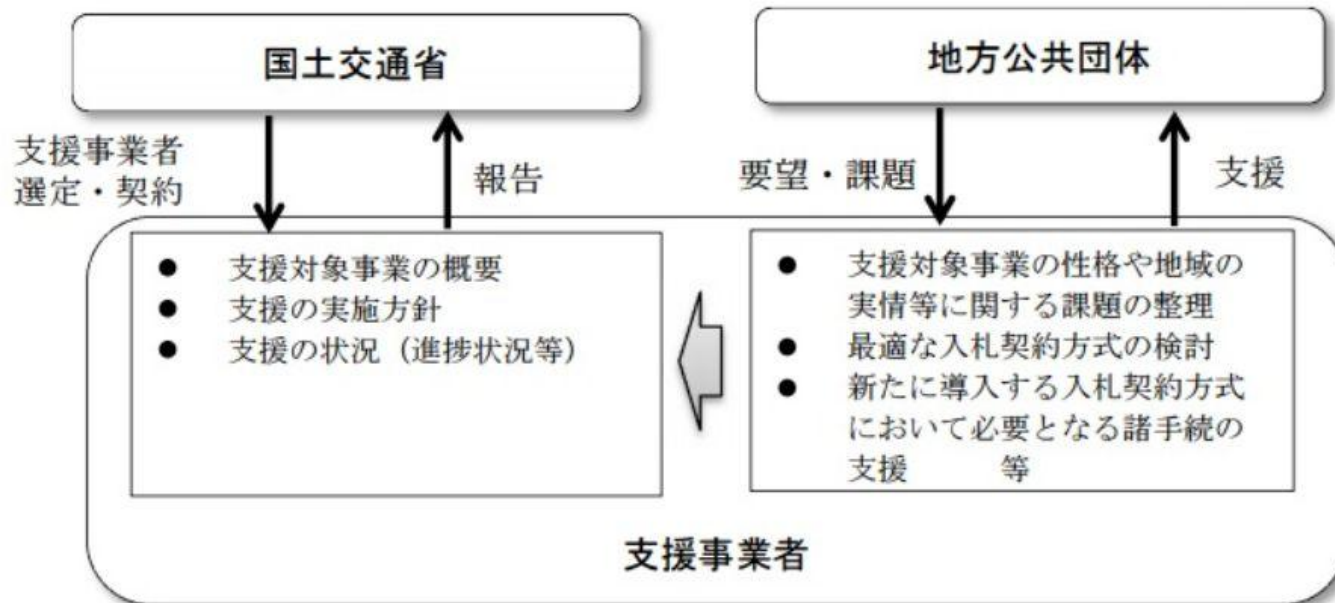 国土交通省
地方公共団体
支援事業者
選定・契約
報告
要望・課題
支援
● 支援対象事業の概要
● 支援の実施方針
● 支援の状況（進捗状況等）
● 支援対象事業の性格や地域の
実情等に関する課題の整理
● 最適な入札契約方式の検討
● 新たに導入する入札契約方式
において必要となる諸手続の
支援　　　等
支援事業者